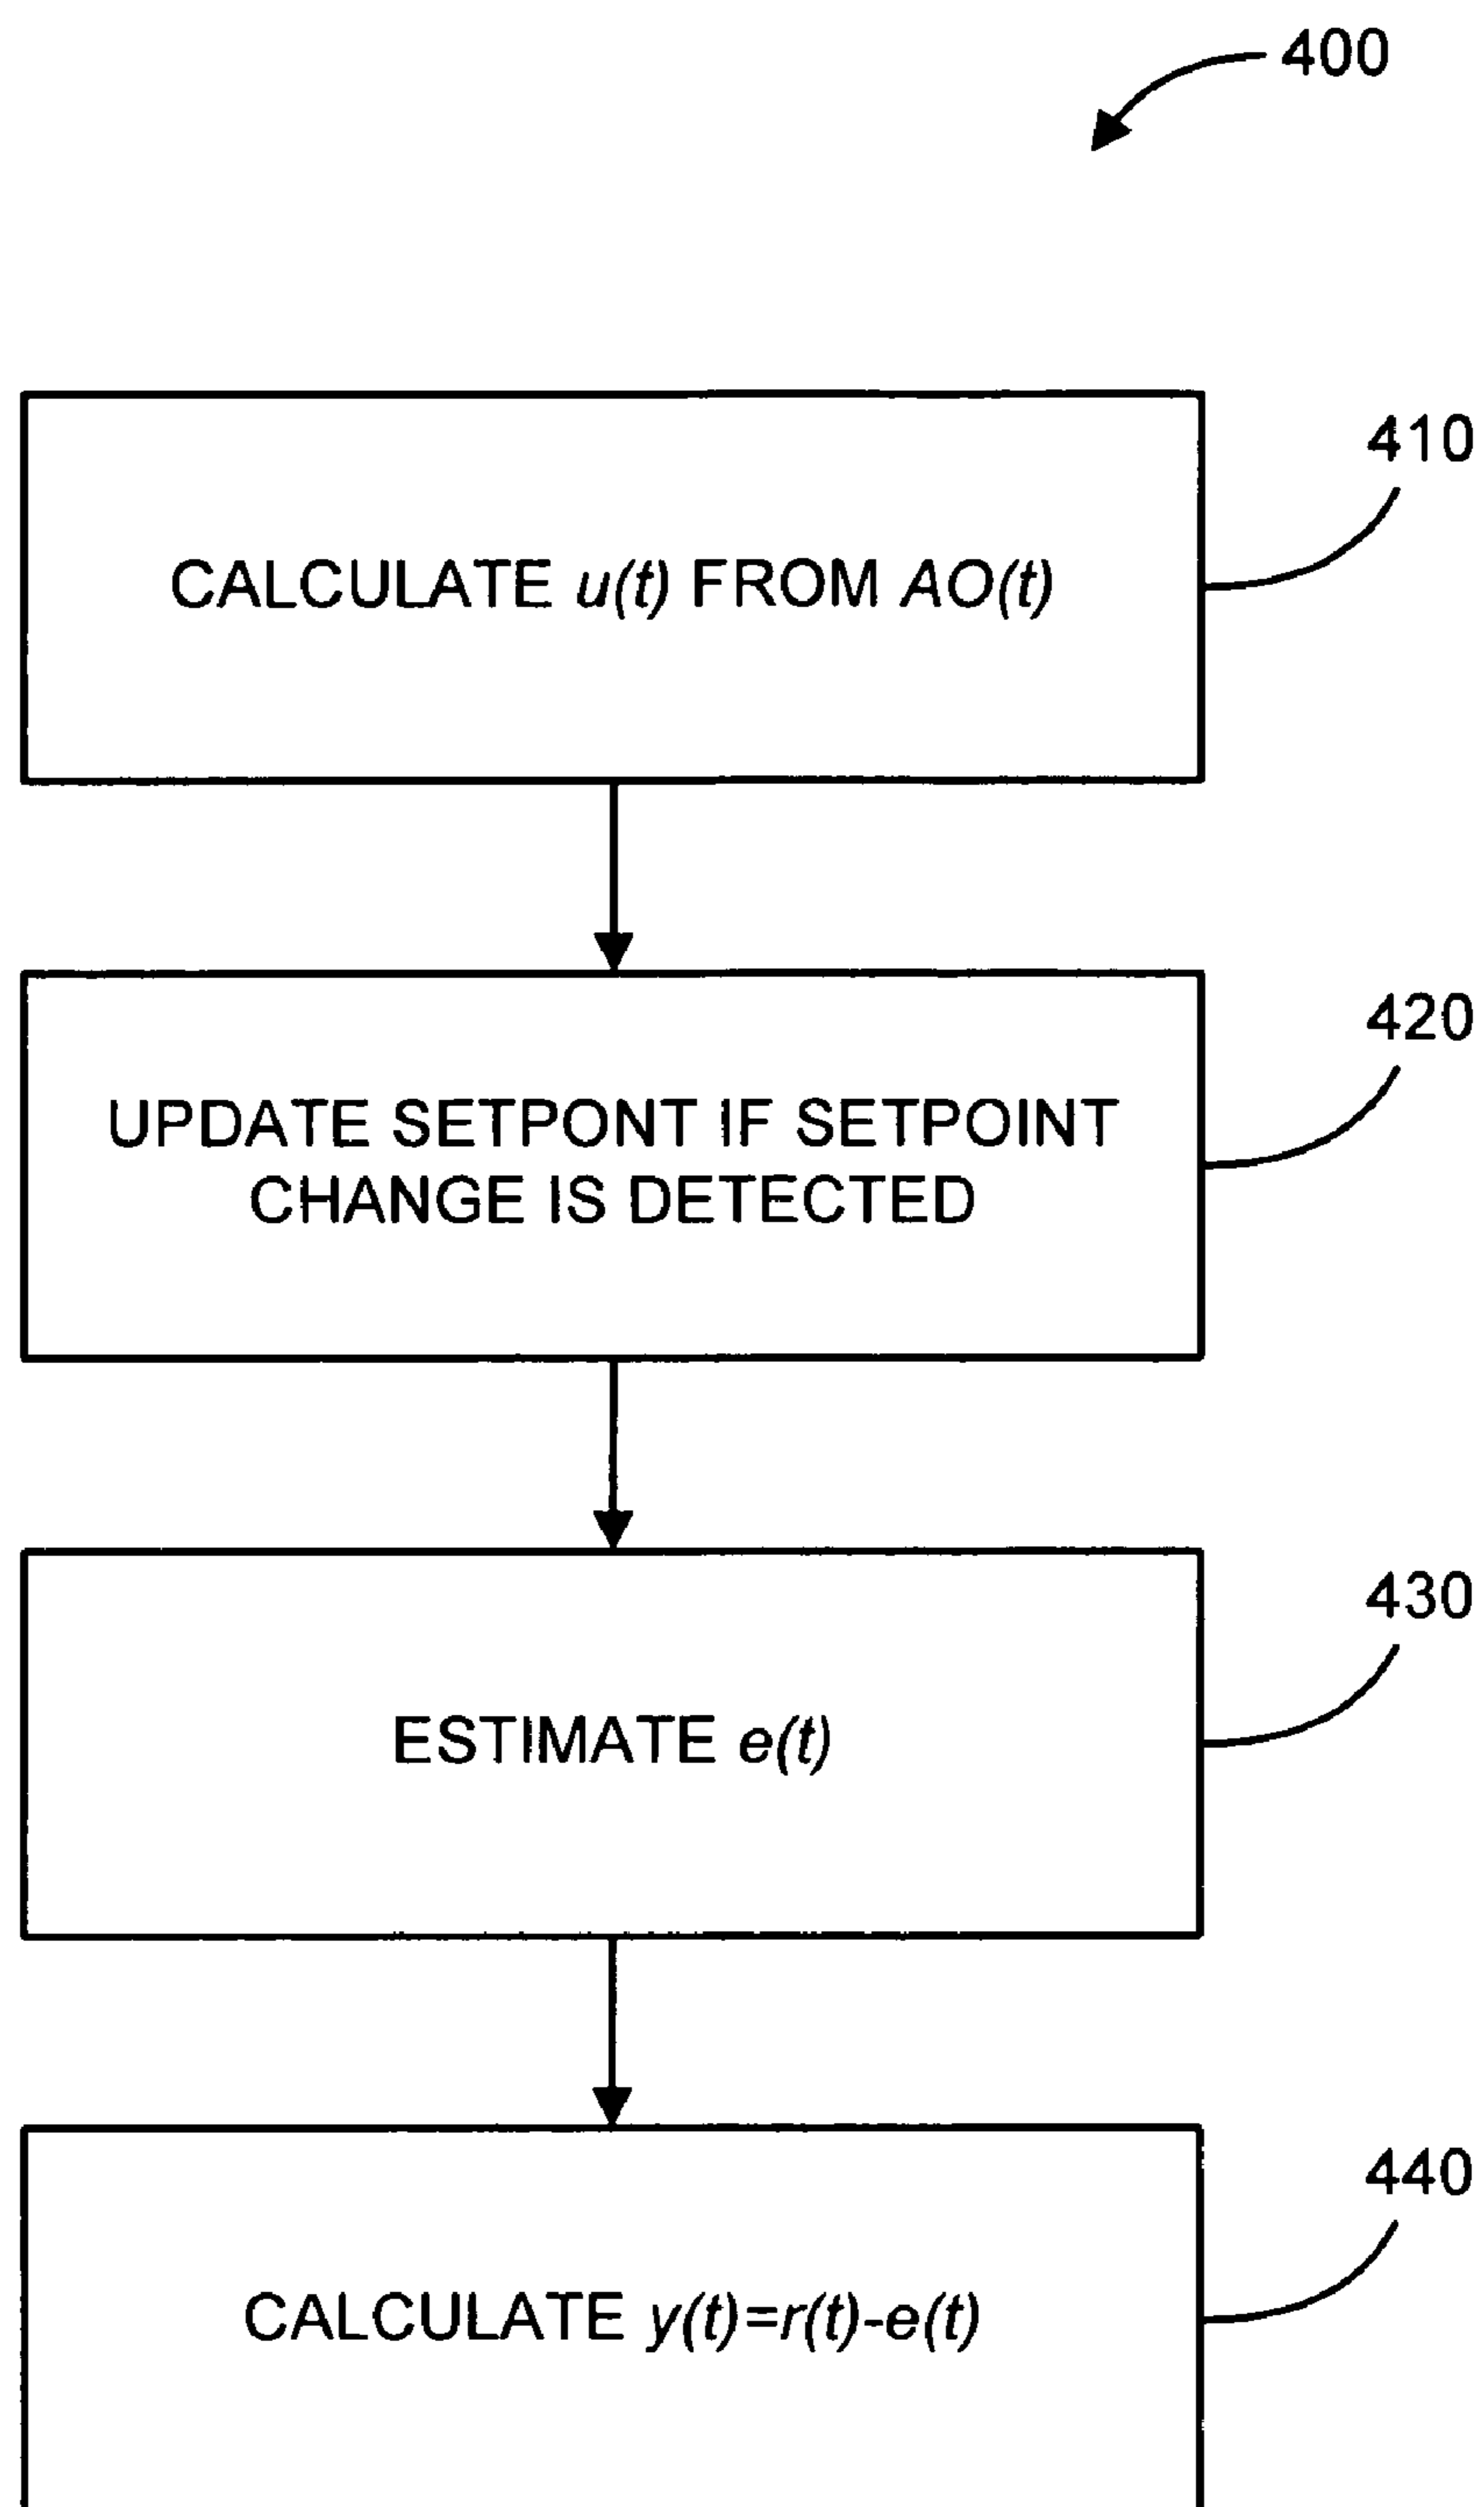 400
410
CALCULATE u(t) FROM AO(t)
420
UPDATE SETPONT IF SETPOINT
CHANGE IS DETECTED
430
ESTIMATE e(t)
440
CALCULATE y(t)=r(t)-e(t)